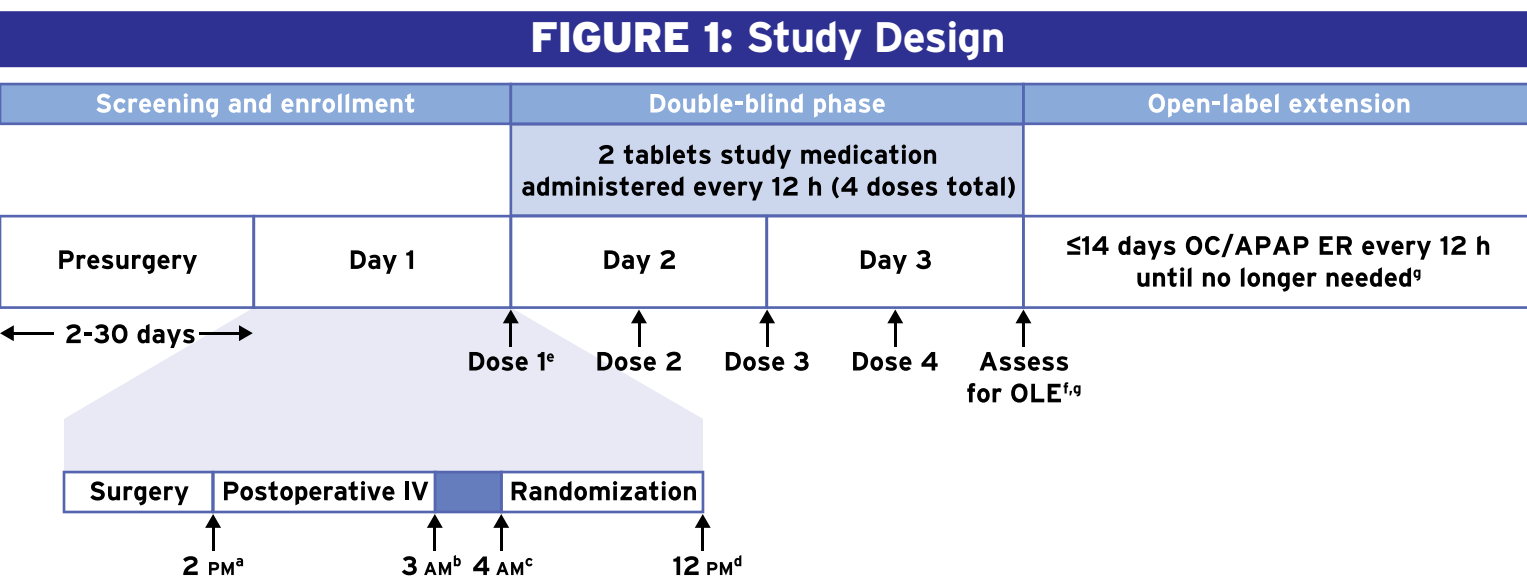 FIGURE 1: Study Design
Screening and enrollment
Double-blind phase
Open-label extension
2 tablets study medication
administered every 12 h (4 doses total)
Presurgery
Day 1
Day 2
Day 3
≤14 days OC/APAP ER every 12 h
until no longer neededᵍ
2-30 days
Dose 1ᵉ
Dose 2
Dose 3
Dose 4
Assess
for OLEᶠ,ᵍ
Surgery
Postoperative IV
Randomization
2 PMᵃ
3 AMᵇ
4 AMᶜ
12 PMᵈ